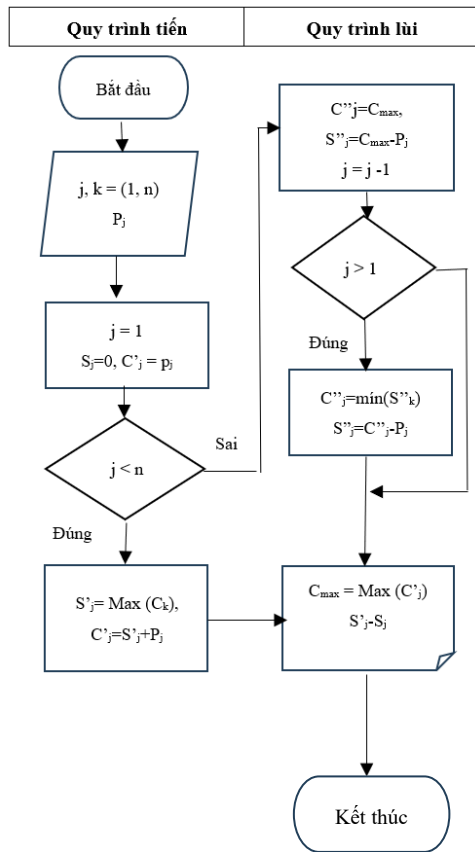 Quy trình tiến
Quy trình lùi
Bắt đầu
j, k = (1, n)
Pj
j = 1
Sj=0, C’j = pj
j < n
Sai
Đúng
S’j= Max (Ck),
C’j=S’j+Pj
C”j=Cmax,
S”j=Cmax-Pj
j = j -1
j > 1
Đúng
C”j=mín(S”k)
S”j=C”j-Pj
Cmax = Max (C’j)
S’j-Sj
Kết thúc